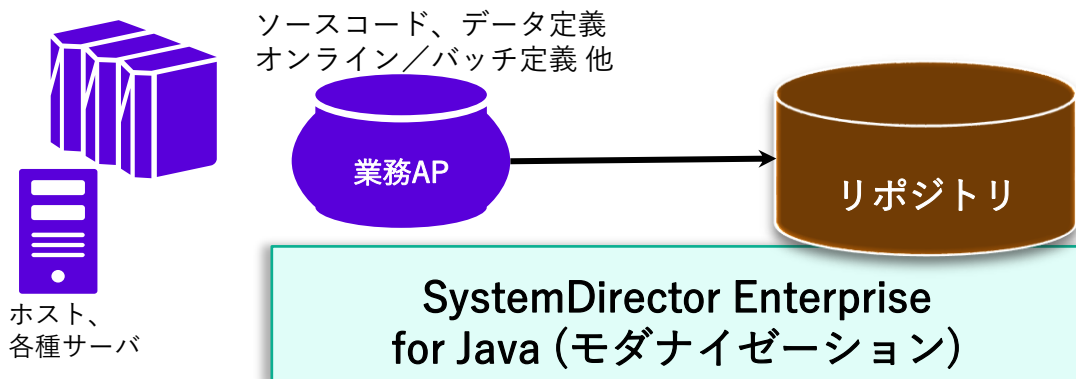 ソースコード、データ定義
オンライン／バッチ定義 他
業務AP
リポジトリ
ホスト、
各種サーバ
SystemDirector Enterprise
for Java (モダナイゼーション)